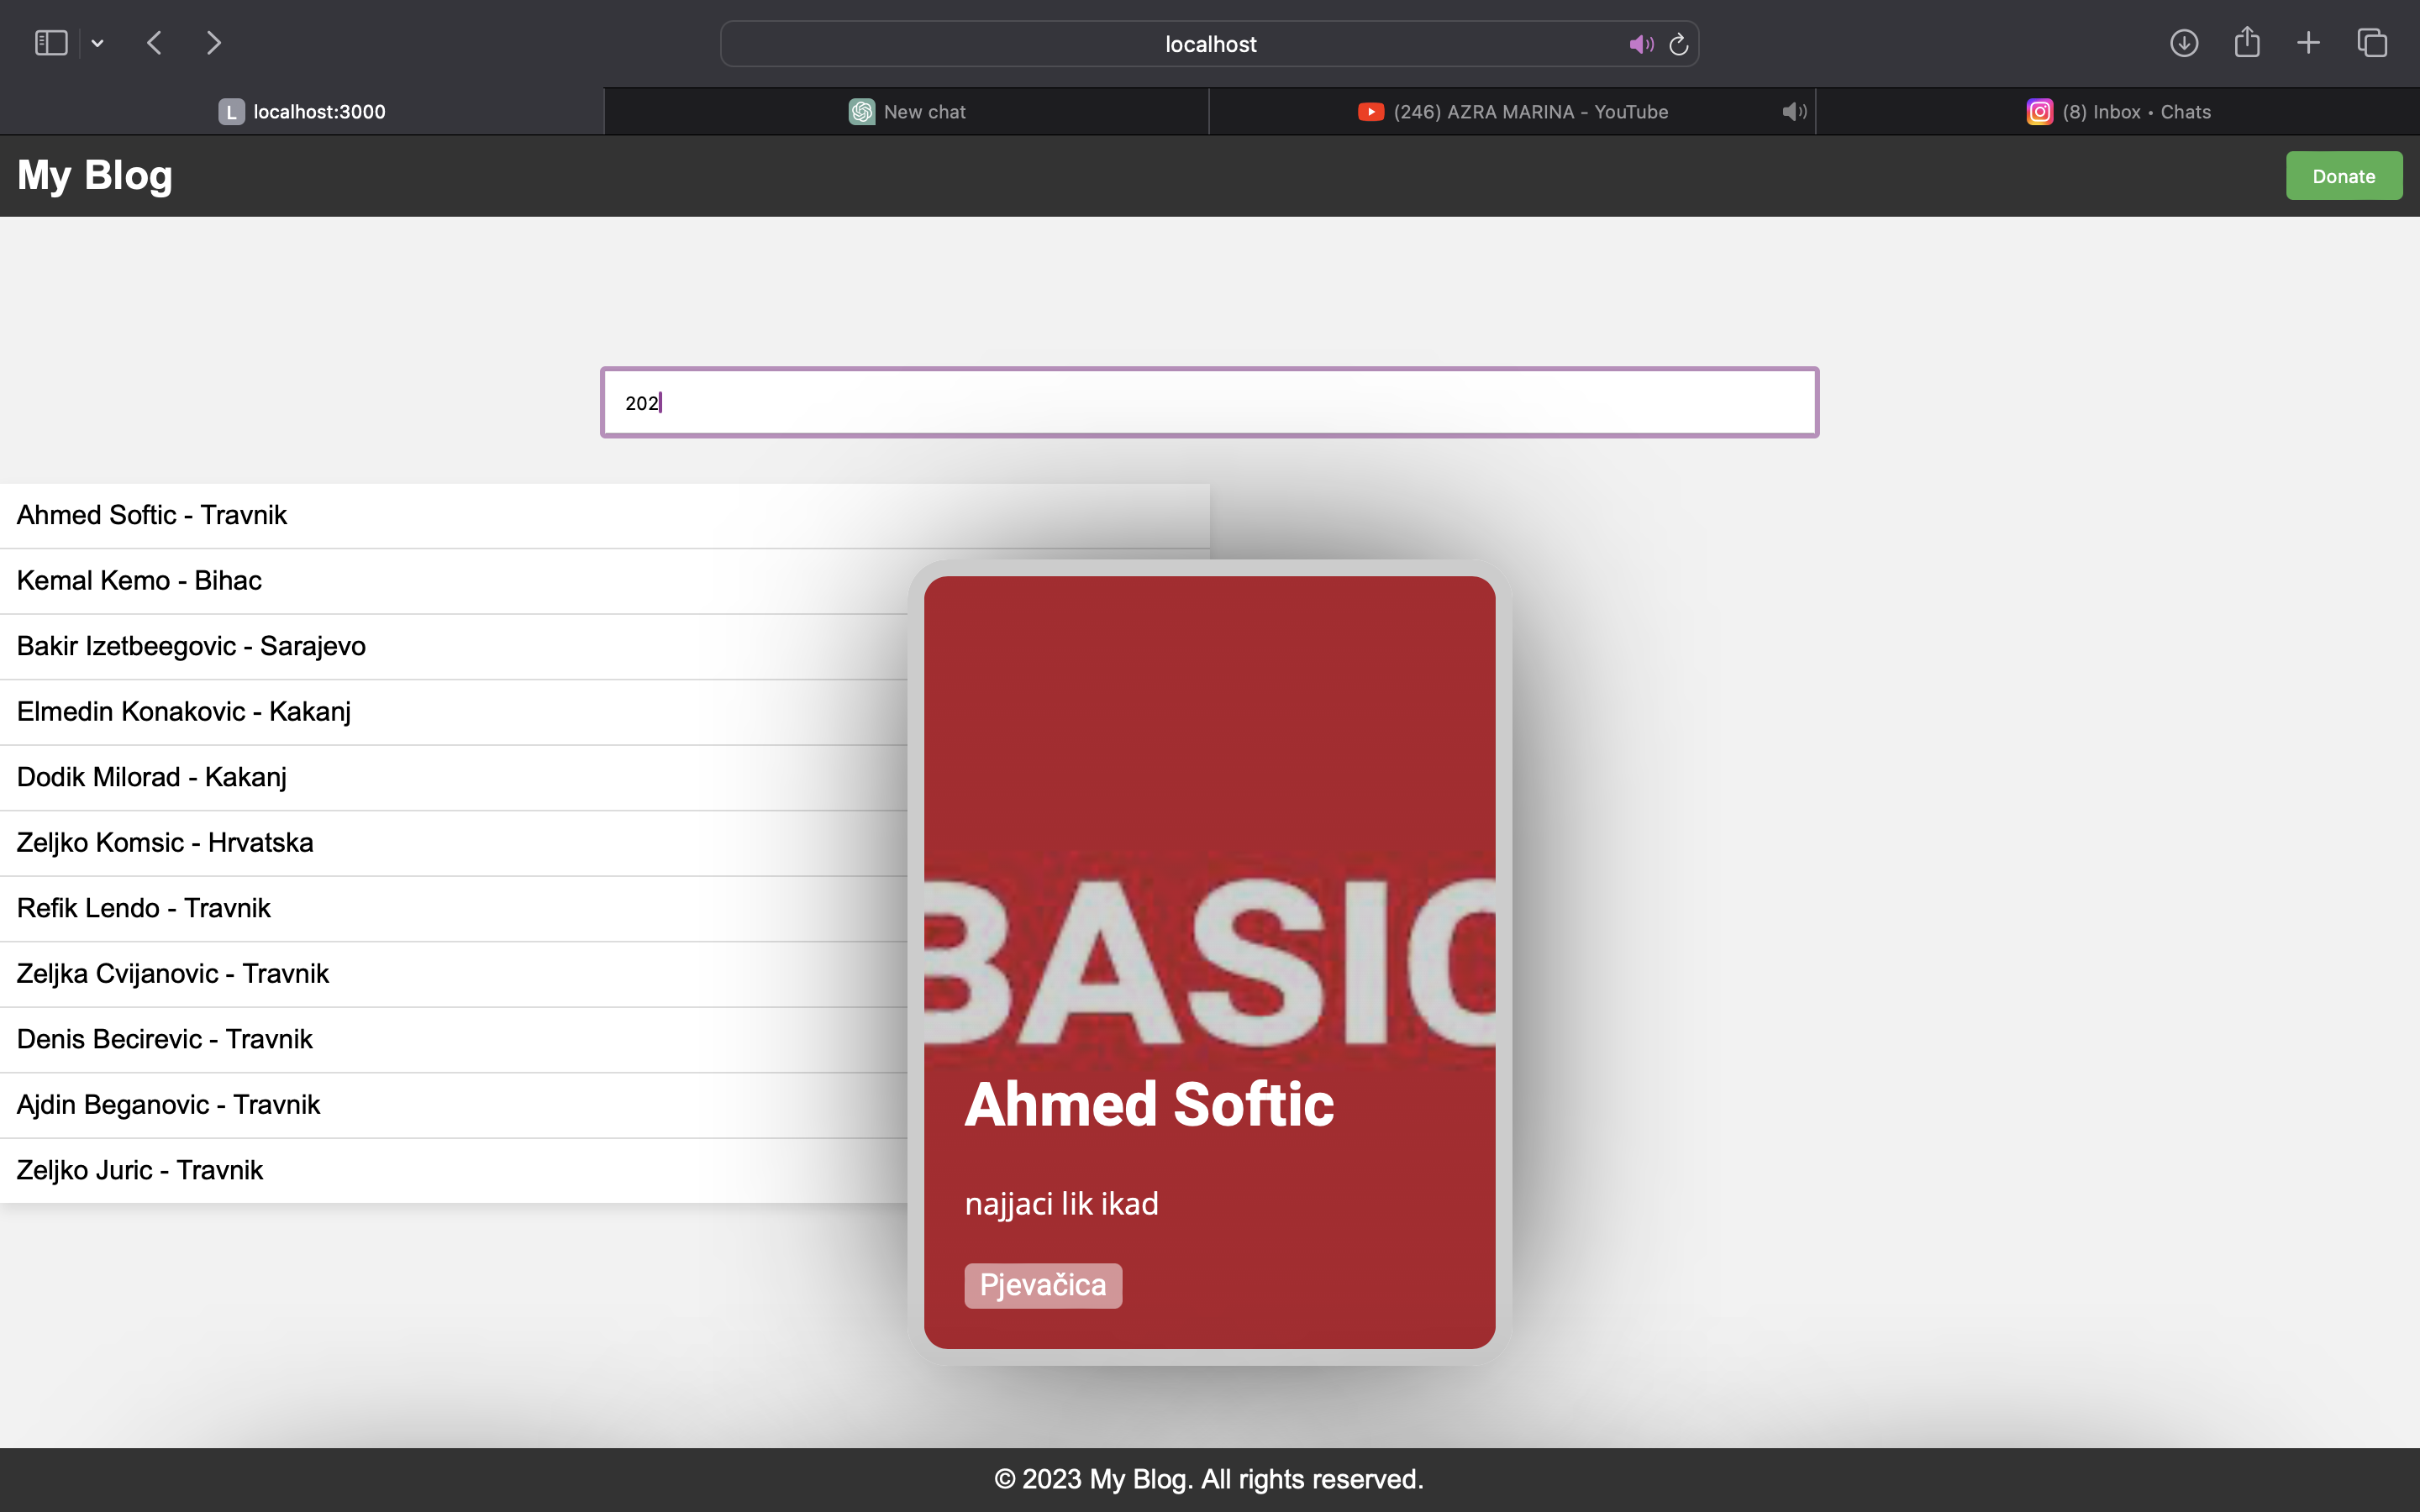 localhost
L localhost:3000
New chat
(246) AZRA MARINA - YouTube
(8) Inbox • Chats
My Blog
Donate
202
Ahmed Softic - Travnik
Kemal Kemo - Bihac
Bakir Izetbeegovic - Sarajevo
Elmedin Konakovic - Kakanj
Dodik Milorad - Kakanj
Zeljko Komsic - Hrvatska
Refik Lendo - Travnik
Zeljka Cvijanovic - Travnik
Denis Becirevic - Travnik
Ajdin Beganovic - Travnik
Zeljko Juric - Travnik
BASIC
Ahmed Softic
najjaci lik ikad
Pjevačica
© 2023 My Blog. All rights reserved.